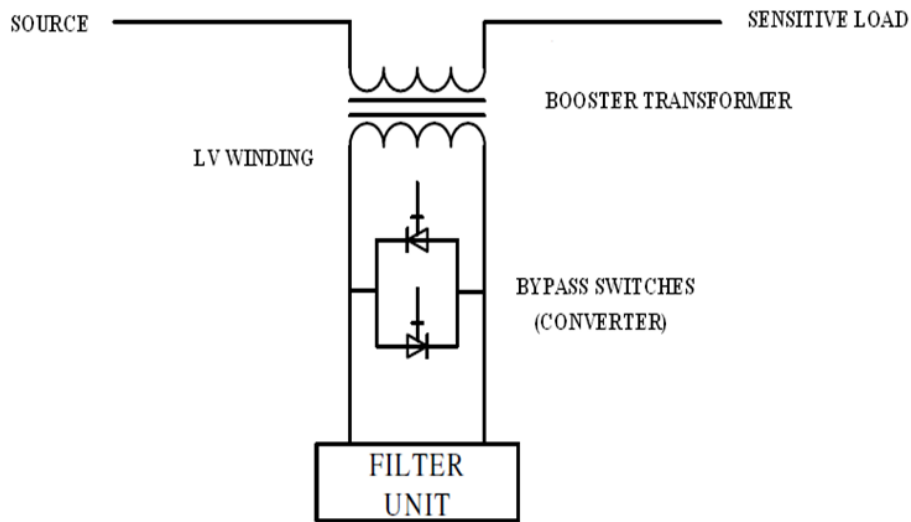 SOURCE
SENSITIVE LOAD
BOOSTER TRANSFORMER
LV WINDING
BYPASS SWITCHES
(CONVERTER)
FILTER
UNIT